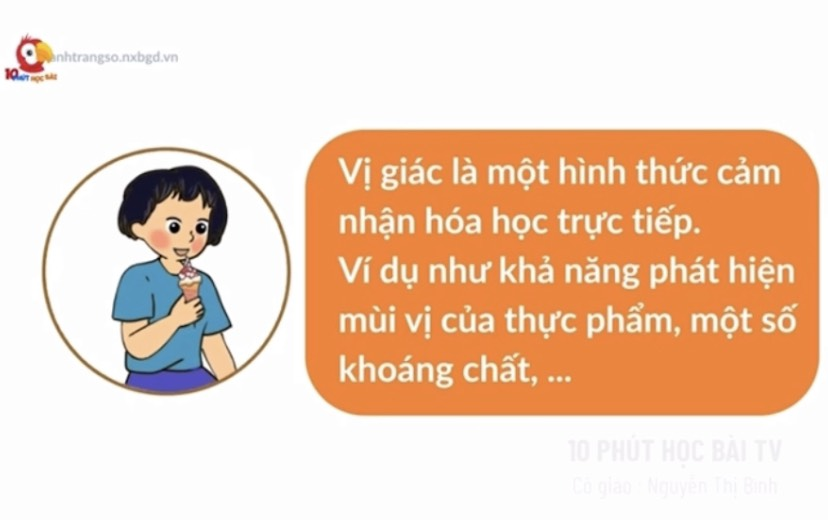 anhtrangso.nxbgd.vn
10 PHÚT HỌC BÀI
Vị giác là một hình thức cảm
nhận hóa học trực tiếp.
Ví dụ như khả năng phát hiện
mùi vị của thực phẩm, một số
khoáng chất, ...
10 PHÚT HỌC BÀI TV
Cô giáo - Nguyễn Thị Bình